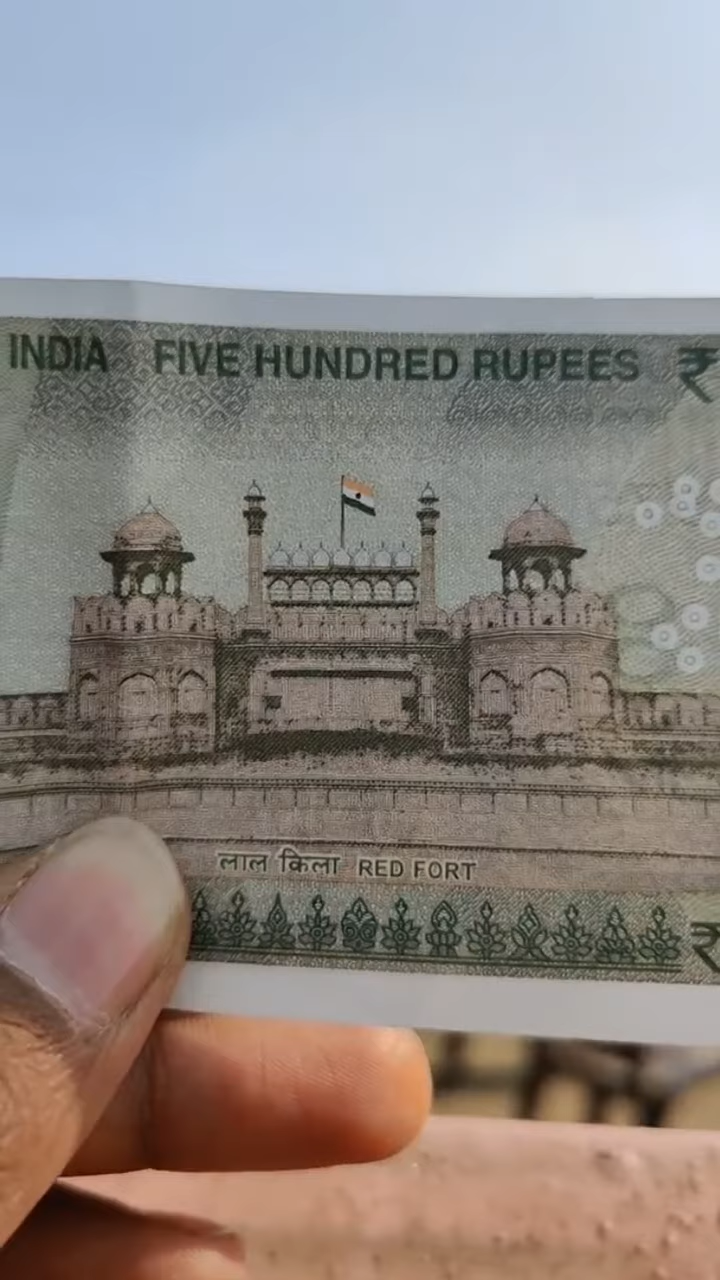 INDIA FIVE HUNDRED RUPEES ₹
लाल किला RED FORT
₹